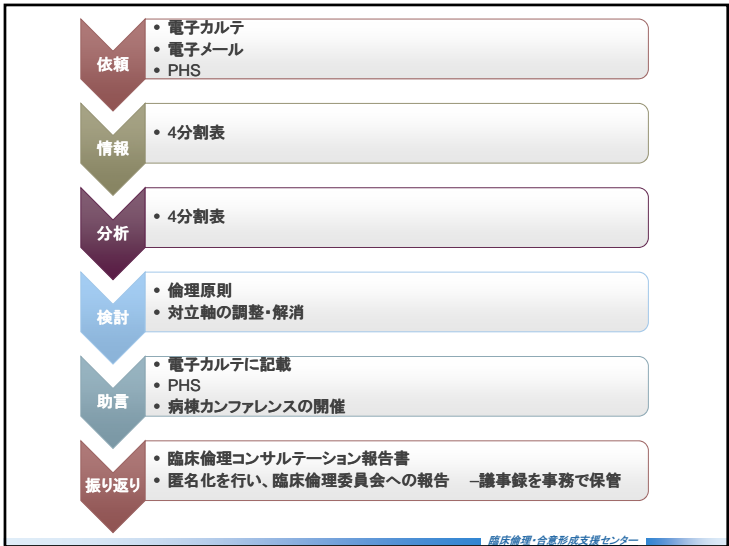 依頼
• 電子カルテ
• 電子メール
• PHS
情報
• 4分割表
分析
• 4分割表
検討
• 倫理原則
• 対立軸の調整・解消
助言
• 電子カルテに記載
• PHS
• 病棟カンファレンスの開催
振り返り
• 臨床倫理コンサルテーション報告書
• 匿名化を行い、臨床倫理委員会への報告 –議事録を事務で保管
臨床倫理・合意形成支援センター